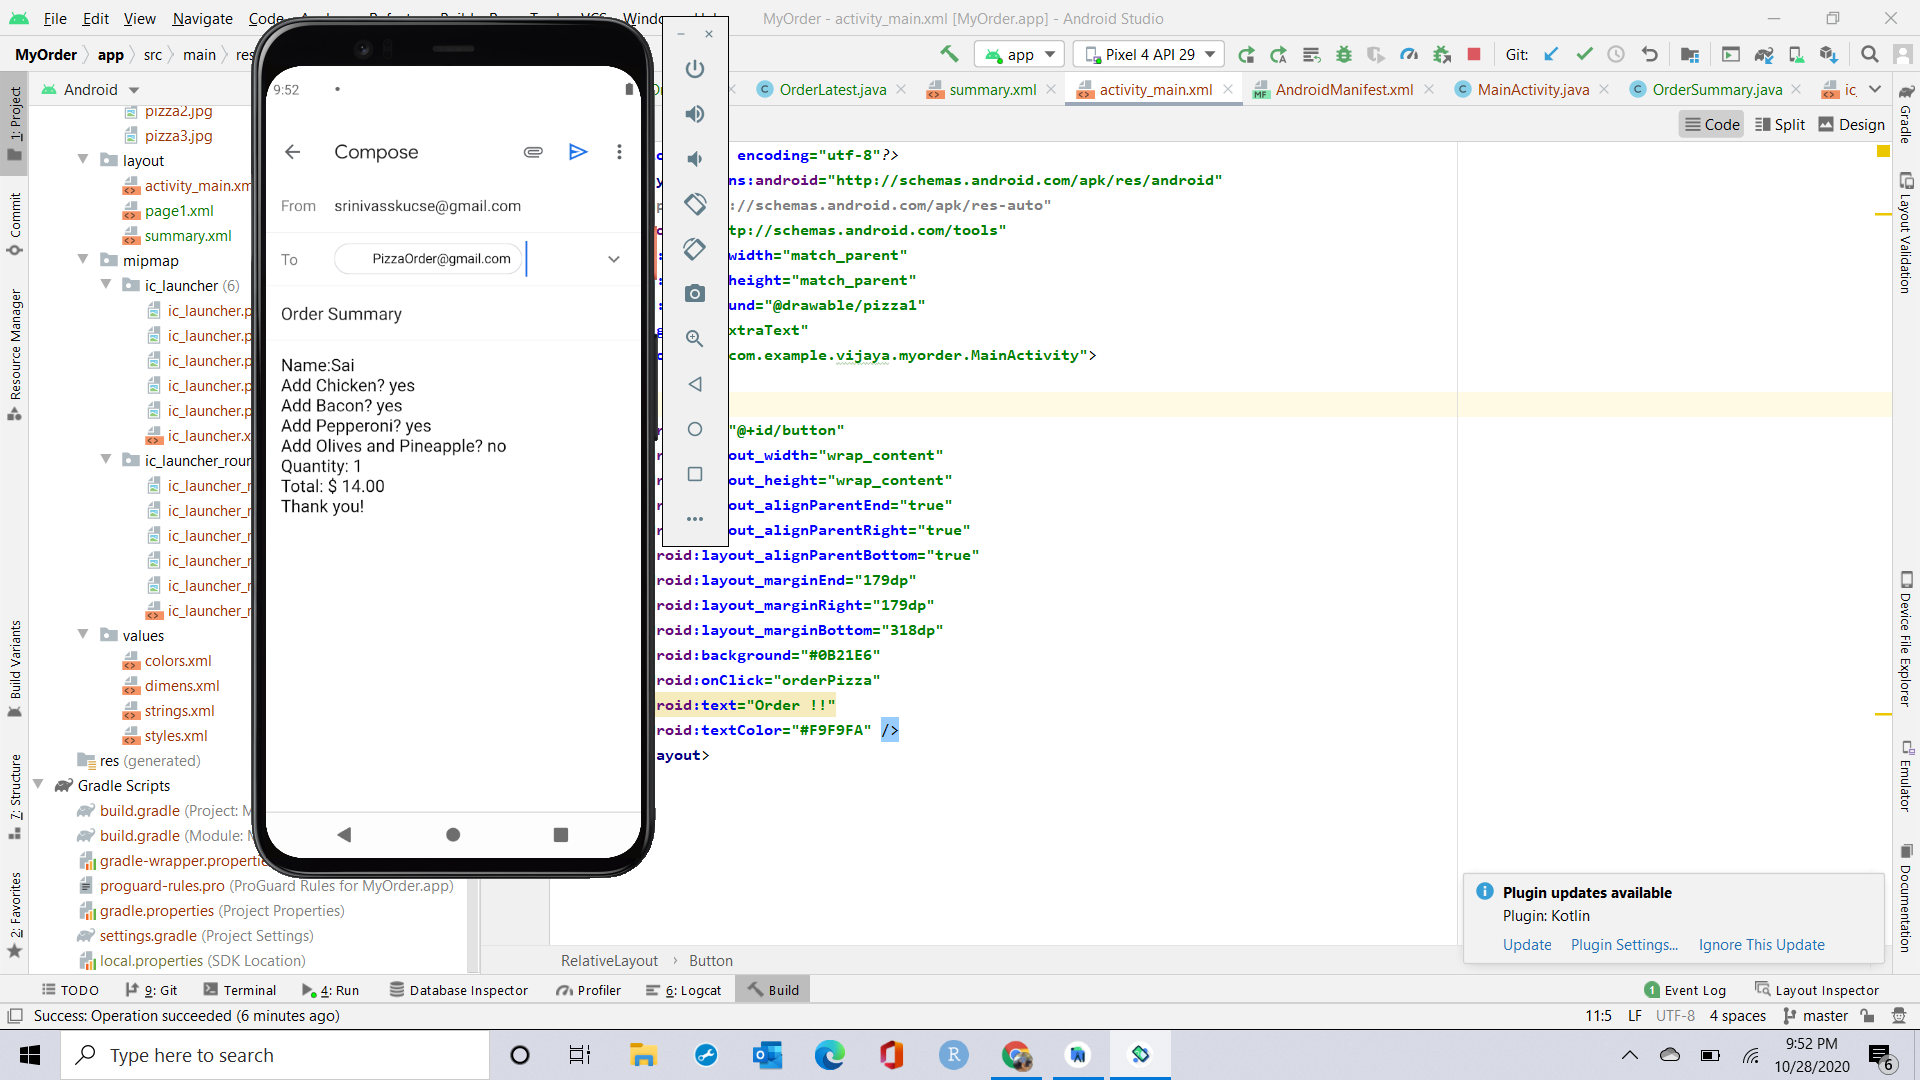 File Edit View Navigate Code
MyOrder - activity_main.xml [MyOrder.app] - Android Studio
MyOrder app src main
app
Pixel 4 API 29
Git:
Android
OrderLatest.java
summary.xml
activity_main.xml
AndroidManifest.xml
MainActivity.java
OrderSummary.java
Code
Split
Design
1: Project
Commit
Resource Manager
Build Variants
7: Structure
2: Favorites
pizza2.jpg
pizza3.jpg
layout
activity_main.xm
page1.xml
summary.xml
mipmap
ic_launcher (6)
ic_launcher.p
ic_launcher.p
ic_launcher.p
ic_launcher.p
ic_launcher.p
ic_launcher.x
ic_launcher_rour
ic_launcher_r
ic_launcher_r
ic_launcher_r
ic_launcher_r
ic_launcher_r
ic_launcher_r
values
colors.xml
dimens.xml
strings.xml
styles.xml
res (generated)
Gradle Scripts
build.gradle (Project: M
build.gradle (Module: M
gradle-wrapper.propertie
proguard-rules.pro (ProGuard Rules for MyOrder.app)
gradle.properties (Project Properties)
settings.gradle (Project Settings)
local.properties (SDK Location)
9:52
Compose
From srinivasskucse@gmail.com
To PizzaOrder@gmail.com
Order Summary
Name:Sai
Add Chicken? yes
Add Bacon? yes
Add Pepperoni? yes
Add Olives and Pineapple? no
Quantity: 1
Total: $ 14.00
Thank you!
encoding="utf-8"?>
ns:android="http://schemas.android.com/apk/res/android"
://schemas.android.com/apk/res-auto"
tp://schemas.android.com/tools"
width="match_parent"
height="match_parent"
und="@drawable/pizza1"
xtraText"
com.example.vijaya.myorder.MainActivity">
"@+id/button"
out_width="wrap_content"
out_height="wrap_content"
out_alignParentEnd="true"
out_alignParentRight="true"
roid:layout_alignParentBottom="true"
roid:layout_marginEnd="179dp"
roid:layout_marginRight="179dp"
roid:layout_marginBottom="318dp"
roid:background="#0B21E6"
roid:onClick="orderPizza"
roid:text="Order !!"
roid:textColor="#F9F9FA" />
ayout>
Gradle
Layout Validation
Device File Explorer
Emulator
Documentation
Plugin updates available
Plugin: Kotlin
Update Plugin Settings... Ignore This Update
RelativeLayout › Button
TODO 9: Git Terminal 4: Run Database Inspector Profiler 6: Logcat Build
1 Event Log Layout Inspector
Success: Operation succeeded (6 minutes ago)
11:5 LF UTF-8 4 spaces master
Type here to search
9:52 PM
10/28/2020
6